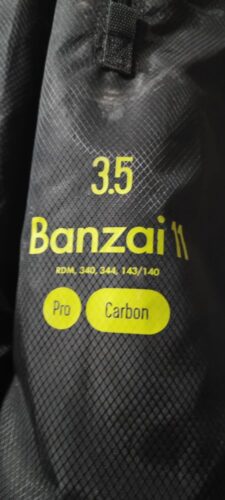 3.5
Banzai 11
RDM, 340, 344, 143/140
Pro Carbon